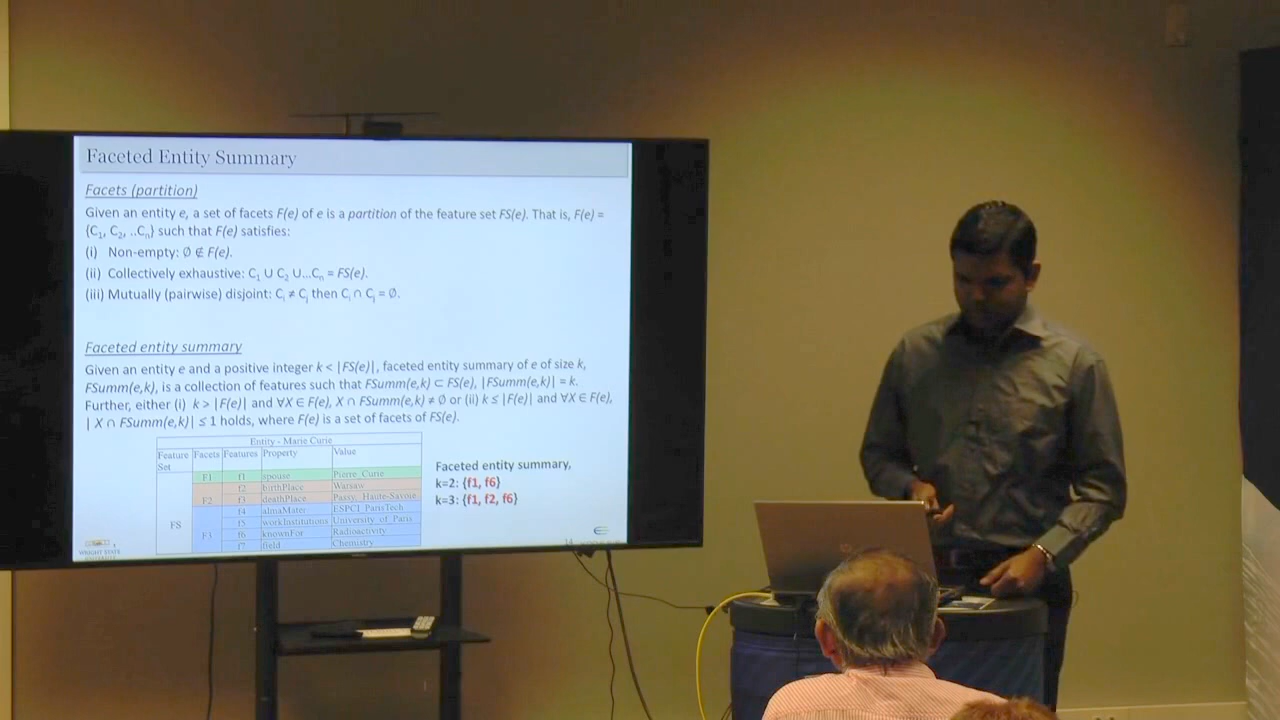 Faceted Entity Summary
Facets (partition)
Given an entity e, a set of facets F(e) of e is a partition of the feature set FS(e). That is, F(e) =
{C1, C2, ..Cn} such that F(e) satisfies:
(i) Non-empty: ∅ ∉ F(e).
(ii) Collectively exhaustive: C1 ∪ C2 ∪...Cn = FS(e).
(iii) Mutually (pairwise) disjoint: Ci ≠ Cj then Ci ∩ Cj = ∅.
Faceted entity summary
Given an entity e and a positive integer k < |FS(e)|, faceted entity summary of e of size k,
FSumm(e,k), is a collection of features such that FSumm(e,k) ⊂ FS(e), |FSumm(e,k)| = k.
Further, either (i) k > |F(e)| and ∀X ∈ F(e), X ∩ FSumm(e,k) ≠ ∅ or (ii) k ≤ |F(e)| and ∀X ∈ F(e),
| X ∩ FSumm(e,k)| ≤ 1 holds, where F(e) is a set of facets of FS(e).
Entity - Marie Curie
Feature Set Facets Features Property Value
FS
F1 f1 spouse Pierre_Curie
f2 birthPlace Warsaw
F2 f3 deathPlace Passy,_Haute-Savoie
f4 almaMater ESPCI_ParisTech
f5 workInstitutions University_of_Paris
F3 f6 knownFor Radioactivity
f7 field Chemistry
Faceted entity summary,
k=2: {f1, f6}
k=3: {f1, f2, f6}
WRIGHT STATE
UNIVERSITY
14